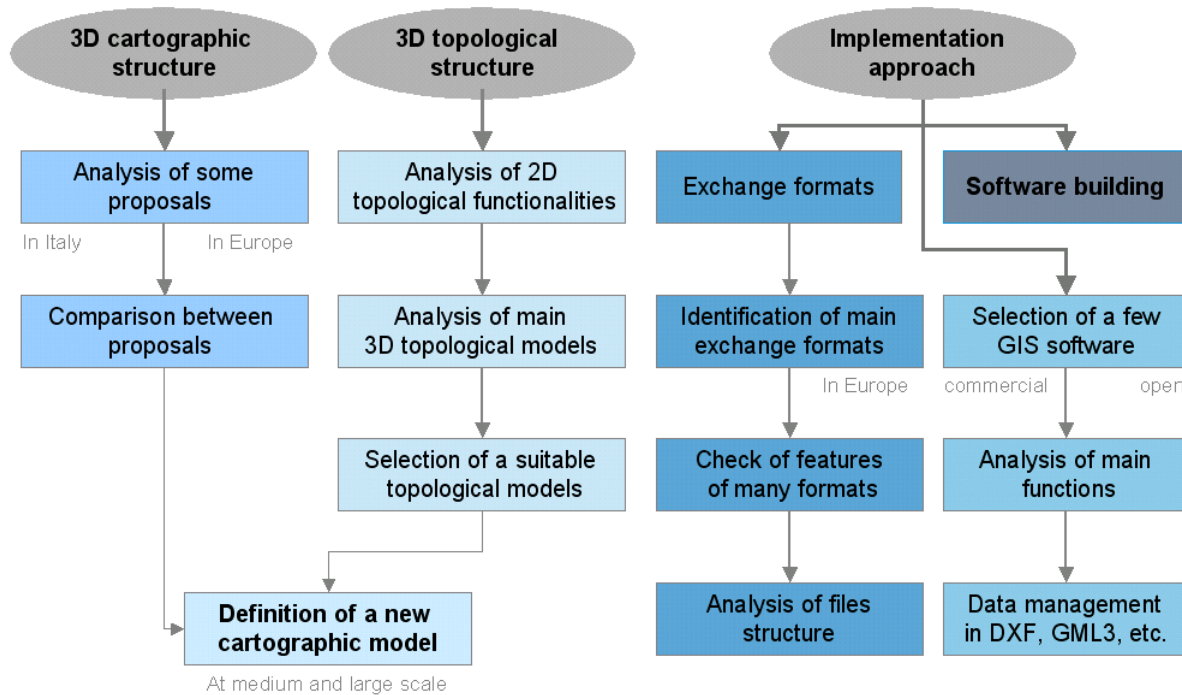 3D cartographic
structure
Analysis of some
proposals
In Italy
In Europe
Comparison between
proposals
3D topological
structure
Analysis of 2D
topological functionalities
Analysis of main
3D topological models
Selection of a suitable
topological models
Definition of a new
cartographic model
At medium and large scale
Implementation
approach
Exchange formats
Identification of main
exchange formats
In Europe
Check of features
of many formats
Analysis of files
structure
Software building
Selection of a few
GIS software
commercial
open
Analysis of main
functions
Data management
in DXF, GML3, etc.